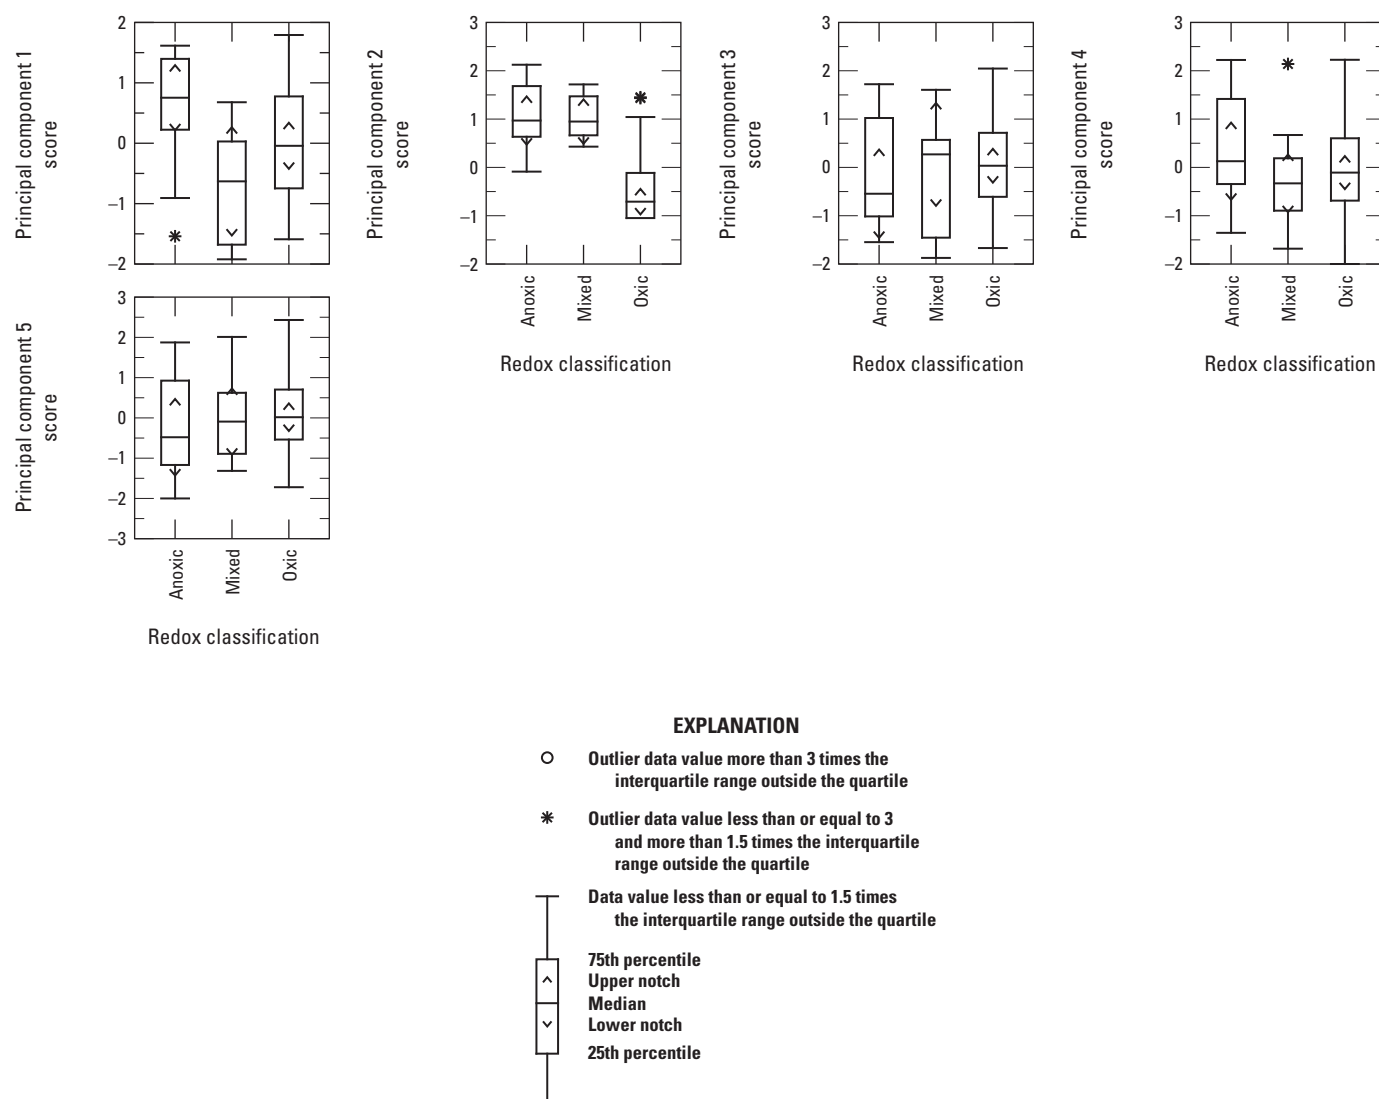 Principal component 1
score
2
1
0
–1
–2
Principal component 2
score
3
2
1
0
–1
–2
Anoxic
Mixed
Oxic
Redox classification
Principal component 3
score
3
2
1
0
–1
–2
Anoxic
Mixed
Oxic
Redox classification
Principal component 4
score
3
2
1
0
–1
–2
Anoxic
Mixed
Oxic
Redox classification
Principal component 5
score
3
2
1
0
–1
–2
–3
Anoxic
Mixed
Oxic
Redox classification
EXPLANATION
Outlier data value more than 3 times the
interquartile range outside the quartile
Outlier data value less than or equal to 3
and more than 1.5 times the interquartile
range outside the quartile
Data value less than or equal to 1.5 times
the interquartile range outside the quartile
75th percentile
Upper notch
Median
Lower notch
25th percentile